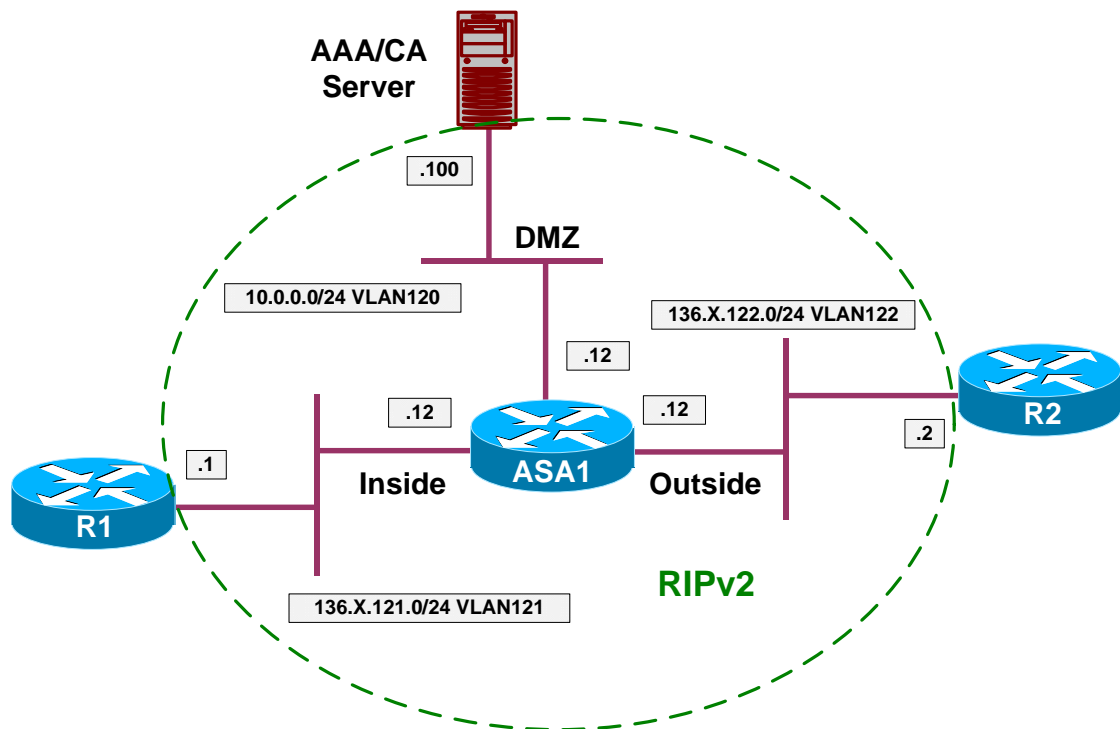 AAA/CA
Server
.100
DMZ
10.0.0.0/24 VLAN120
136.X.122.0/24 VLAN122
.12
.12
.12
R2
.2
.1
Inside
ASA1
Outside
R1
RIPv2
136.X.121.0/24 VLAN121